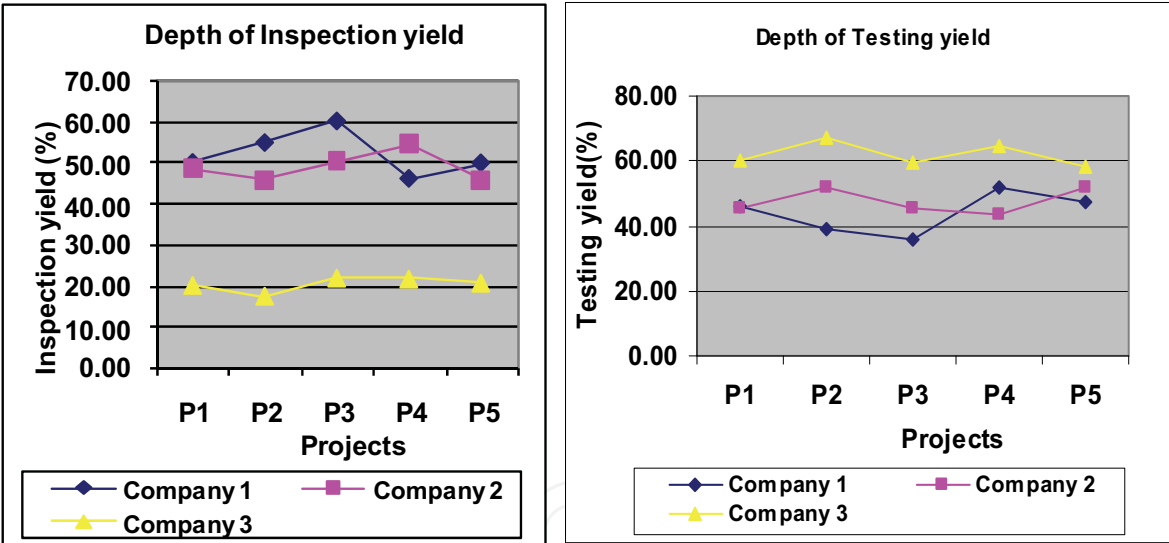 Depth of Inspection yield
Inspection yield (%)
70.00
60.00
50.00
40.00
30.00
20.00
10.00
0.00
P1 P2 P3 P4 P5
Projects
Company 1 Company 2
Company 3
Depth of Testing yield
Testing yield(%)
80.00
60.00
40.00
20.00
0.00
P1 P2 P3 P4 P5
Projects
Company 1 Company 2
Company 3